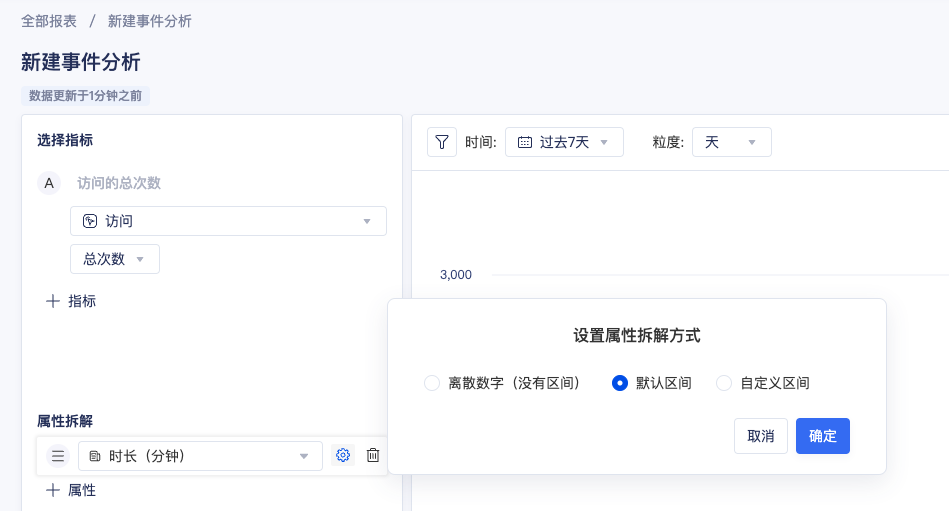 全部报表 / 新建事件分析
新建事件分析
数据更新于1分钟之前
选择指标
A 访问的总次数
访问
总次数
指标
属性拆解
时长（分钟）
属性
时间: 过去7天 粒度: 天
3,000
设置属性拆解方式
离散数字（没有区间） 默认区间 自定义区间
取消 确定